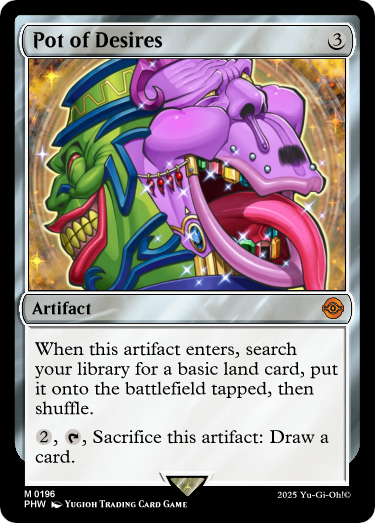 Pot of Desires 3
Artifact
When this artifact enters, search
your library for a basic land card, put
it onto the battlefield tapped, then
shuffle.
2, , Sacrifice this artifact: Draw a
card.
M 0196
PHW Yugioh Trading Card Game
2025 Yu-Gi-Oh!©